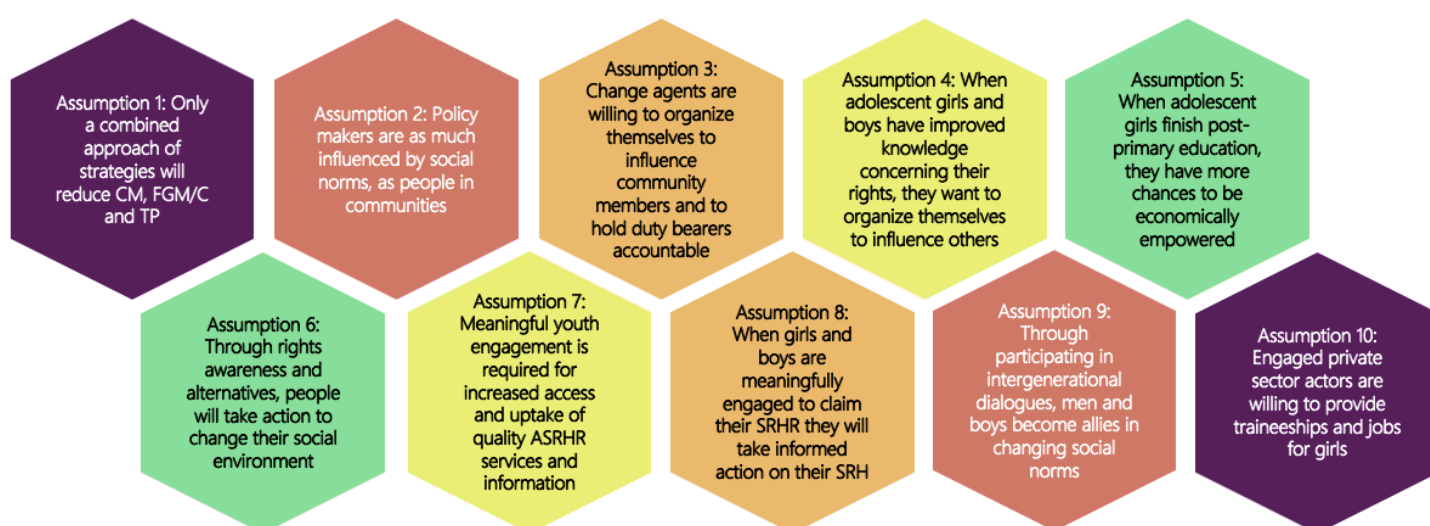 Assumption 1: Only
a combined
approach of
strategies will
reduce CM, FGM/C
and TP
Assumption 2: Policy
makers are as much
influenced by social
norms, as people in
communities
Assumption 3:
Change agents are
willing to organize
themselves to
influence
community
members and to
hold duty bearers
accountable
Assumption 4: When
adolescent girls and
boys have improved
knowledge
concerning their
rights, they want to
organize themselves
to influence others
Assumption 5:
When adolescent
girls finish post-
primary education,
they have more
chances to be
economically
empowered
Assumption 6:
Through rights
awareness and
alternatives, people
will take action to
change their social
environment
Assumption 7:
Meaningful youth
engagement is
required for
increased access
and uptake of
quality ASRHR
services and
information
Assumption 8:
When girls and
boys are
meaningfully
engaged to claim
their SRHR they will
take informed
action on their SRH
Assumption 9:
Through
participating in
intergenerational
dialogues, men and
boys become allies in
changing social
norms
Assumption 10:
Engaged private
sector actors are
willing to provide
traineeships and jobs
for girls